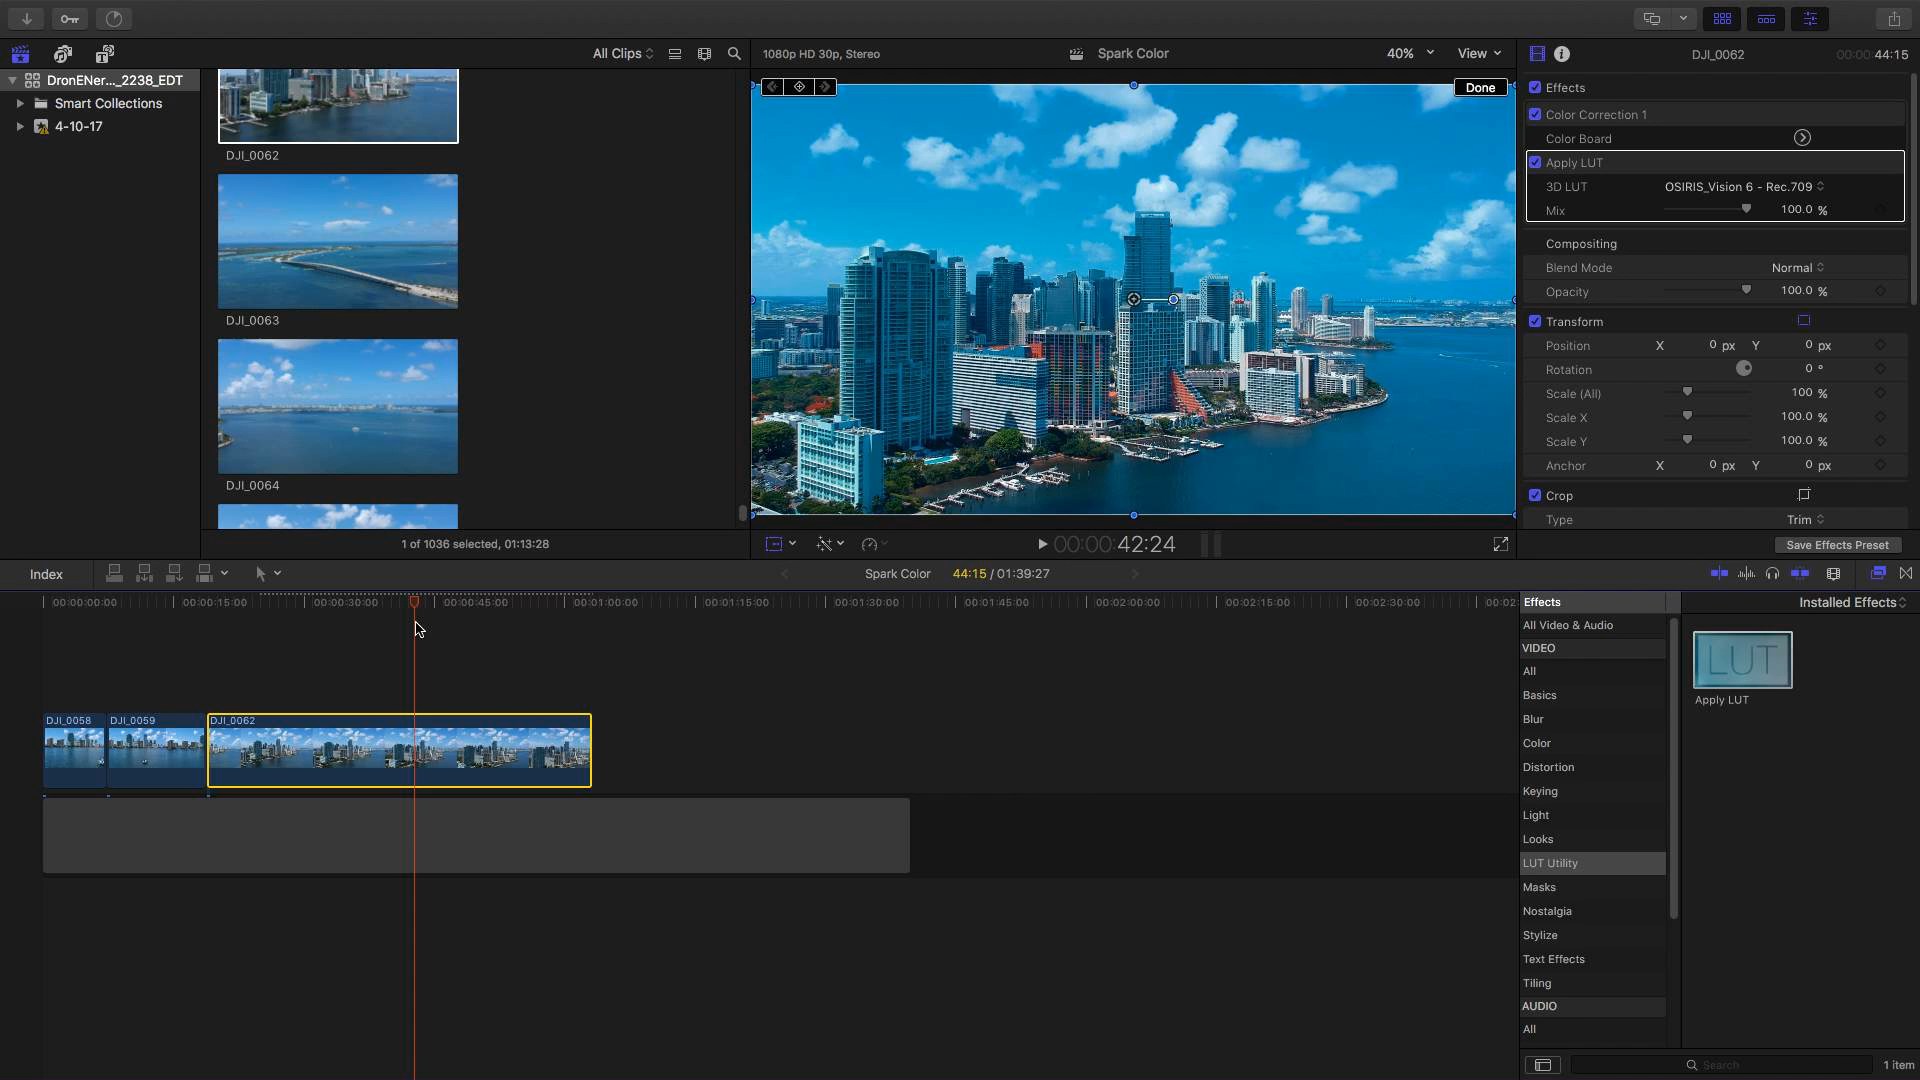 All Clips
1080p HD 30p, Stereo
Spark Color
40%
View
DJI_0062
00:00:44:15
DronENer..._2238_EDT
Smart Collections
4-10-17
DJI_0062
DJI_0063
DJI_0064
1 of 1036 selected, 01:13:28
Done
00:00:42:24
Effects
Color Correction 1
Color Board
Apply LUT
3D LUT OSIRIS_Vision 6 - Rec.709
Mix 100.0 %
Compositing
Blend Mode Normal
Opacity 100.0 %
Transform
Position X 0 px Y 0 px
Rotation 0 °
Scale (All) 100 %
Scale X 100.0 %
Scale Y 100.0 %
Anchor X 0 px Y 0 px
Crop
Type Trim
Save Effects Preset
Index
Spark Color 44:15 / 01:39:27
00:00:00:00 00:00:15:00 00:00:30:00 00:00:45:00 00:01:00:00 00:01:15:00 00:01:30:00 00:01:45:00 00:02:00:00 00:02:15:00 00:02:30:00 00:02:
DJI_0058 DJI_0059 DJI_0062
Effects
All Video & Audio
VIDEO
All
Basics
Blur
Color
Distortion
Keying
Light
Looks
LUT Utility
Masks
Nostalgia
Stylize
Text Effects
Tiling
AUDIO
All
Installed Effects
LUT
Apply LUT
Search
1 item